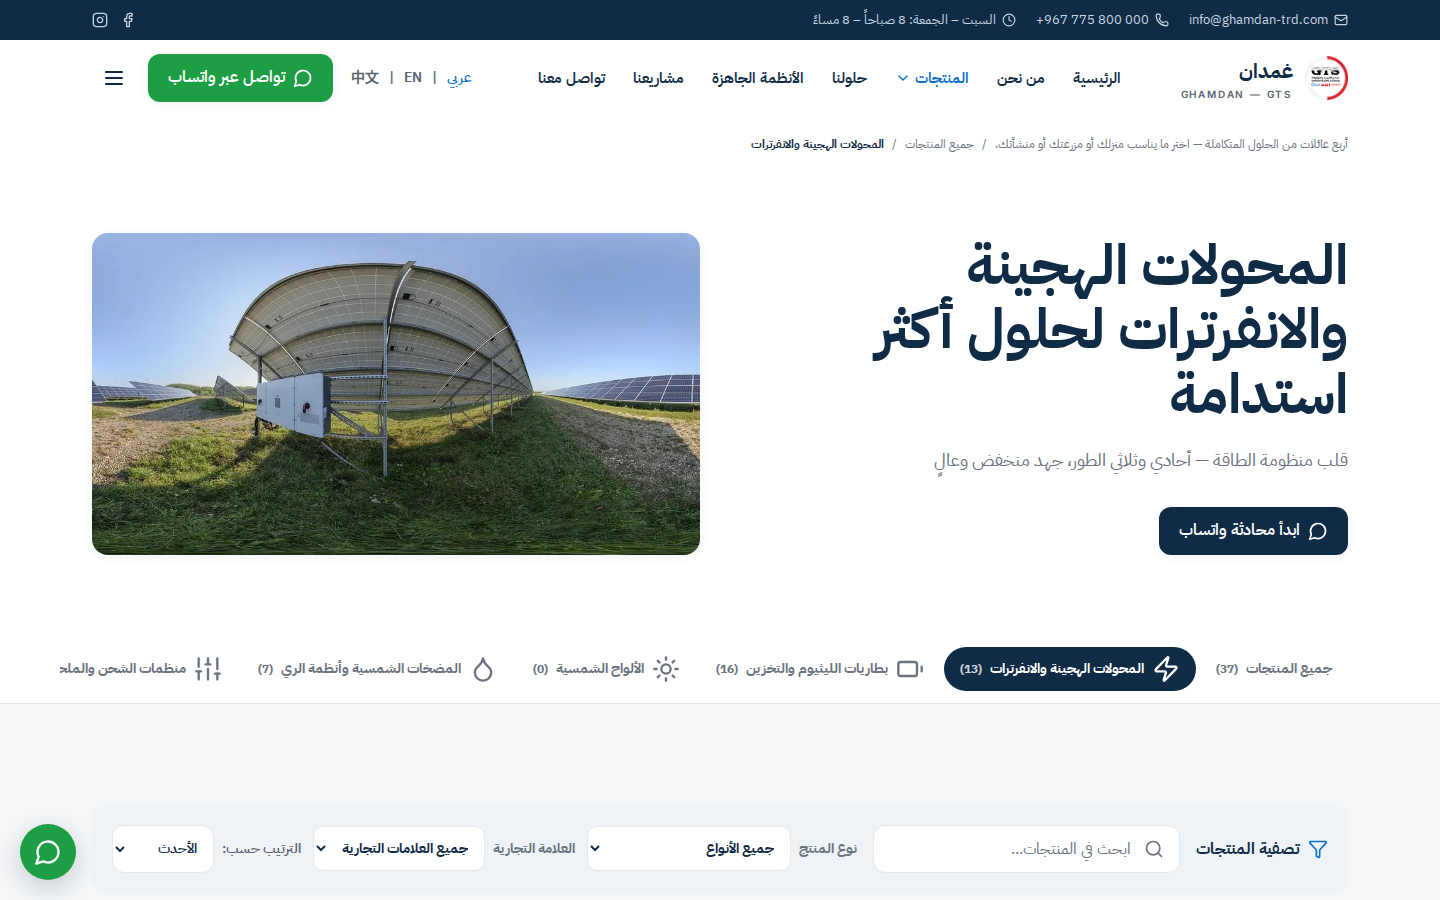 info@ghamdan-trd.com
+967 775 800 000
السبت – الجمعة: 8 صباحاً – 8 مساءً
GTS
غمدان
GHAMDAN — GTS
الرئيسية
من نحن
المنتجات
حلولنا
الأنظمة الجاهزة
مشاريعنا
تواصل معنا
عربي | EN | 中文
تواصل عبر واتساب
أربع عائلات من الحلول المتكاملة — اختر ما يناسب منزلك أو مزرعتك أو منشأتك. / جميع المنتجات / المحولات الهجينة والانفرترات
المحولات الهجينة
والانفرترات لحلول أكثر
استدامة
قلب منظومة الطاقة — أحادي وثلاثي الطور، جهد منخفض وعالٍ
ابدأ محادثة واتساب
جميع المنتجات (37)
المحولات الهجينة والانفرترات (13)
بطاريات الليثيوم والتخزين (16)
الألواح الشمسية (0)
المضخات الشمسية وأنظمة الري (7)
منظمات الشحن والملح
تصفية المنتجات
ابحث في المنتجات...
نوع المنتج
جميع الأنواع
العلامة التجارية
جميع العلامات التجارية
الترتيب حسب:
الأحدث